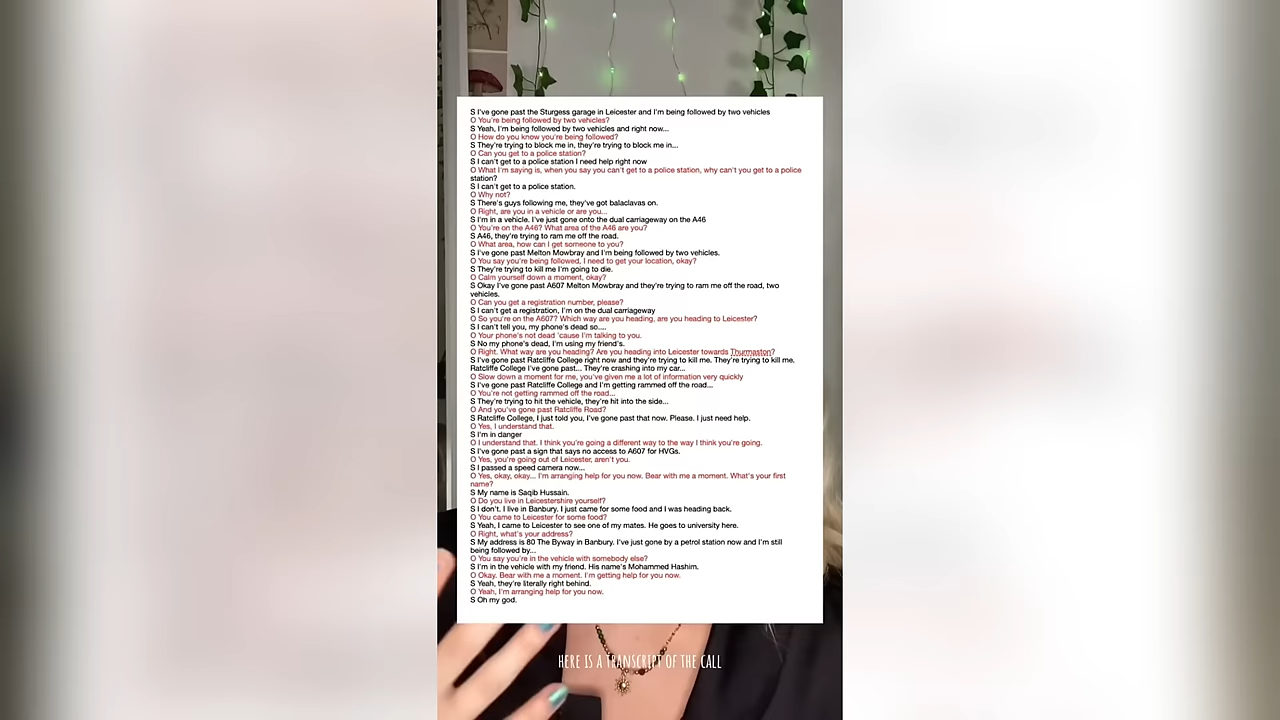 S I've gone past the Sturgess garage in Leicester and I'm being followed by two vehicles
O You're being followed by two vehicles?
S Yeah, I'm being followed by two vehicles and right now...
O How do you know you're being followed?
S They're trying to block me in, they're trying to block me in...
O Can you get to a police station?
S I can't get to a police station I need help right now
O What I'm saying is, when you say you can't get to a police station, why can't you get to a police
station?
S I can't get to a police station.
O Why not?
S There's guys following me, they've got balaclavas on.
O Right, are you in a vehicle or are you...
S I'm in a vehicle. I've just gone onto the dual carriageway on the A46
O You're on the A46? What area of the A46 are you?
S A46, they're trying to ram me off the road.
O What area, how can I get someone to you?
S I've gone past Melton Mowbray and I'm being followed by two vehicles.
O You say you're being followed, I need to get your location, okay?
S They're trying to kill me I'm going to die.
O Calm yourself down a moment, okay?
S Okay I've gone past A607 Melton Mowbray and they're trying to ram me off the road, two
vehicles.
O Can you get a registration number, please?
S I can't get a registration, I'm on the dual carriageway
O So you're on the A607? Which way are you heading, are you heading to Leicester?
S I can't tell you, my phone's dead so....
O Your phone's not dead 'cause I'm talking to you.
S No my phone's dead, I'm using my friend's.
O Right. What way are you heading? Are you heading into Leicester towards Thurmaston?
S I've gone past Ratcliffe College right now and they're trying to kill me. They're trying to kill me.
Ratcliffe College I've gone past... They're crashing into my car...
O Slow down a moment for me, you've given me a lot of information very quickly
S I've gone past Ratcliffe College and I'm getting rammed off the road...
O You're not getting rammed off the road...
S They're trying to hit the vehicle, they're hit into the side...
O And you've gone past Ratcliffe Road?
S Ratcliffe College, I just told you, I've gone past that now. Please. I just need help.
O Yes, I understand that.
S I'm in danger
O I understand that. I think you're going a different way to the way I think you're going.
S I've gone past a sign that says no access to A607 for HVGs.
O Yes, you're going out of Leicester, aren't you.
S I passed a speed camera now...
O Yes, okay, okay... I'm arranging help for you now. Bear with me a moment. What's your first
name?
S My name is Saqib Hussain.
O Do you live in Leicestershire yourself?
S I don't. I live in Banbury. I just came for some food and I was heading back.
O You came to Leicester for some food?
S Yeah, I came to Leicester to see one of my mates. He goes to university here.
O Right, what's your address?
S My address is 80 The Byway in Banbury. I've just gone by a petrol station now and I'm still
being followed by...
O You say you're in the vehicle with somebody else?
S I'm in the vehicle with my friend. His name's Mohammed Hashim.
O Okay. Bear with me a moment. I'm getting help for you now.
S Yeah, they're literally right behind.
O Yeah, I'm arranging help for you now.
S Oh my god.
HERE IS A TRANSCRIPT OF THE CALL